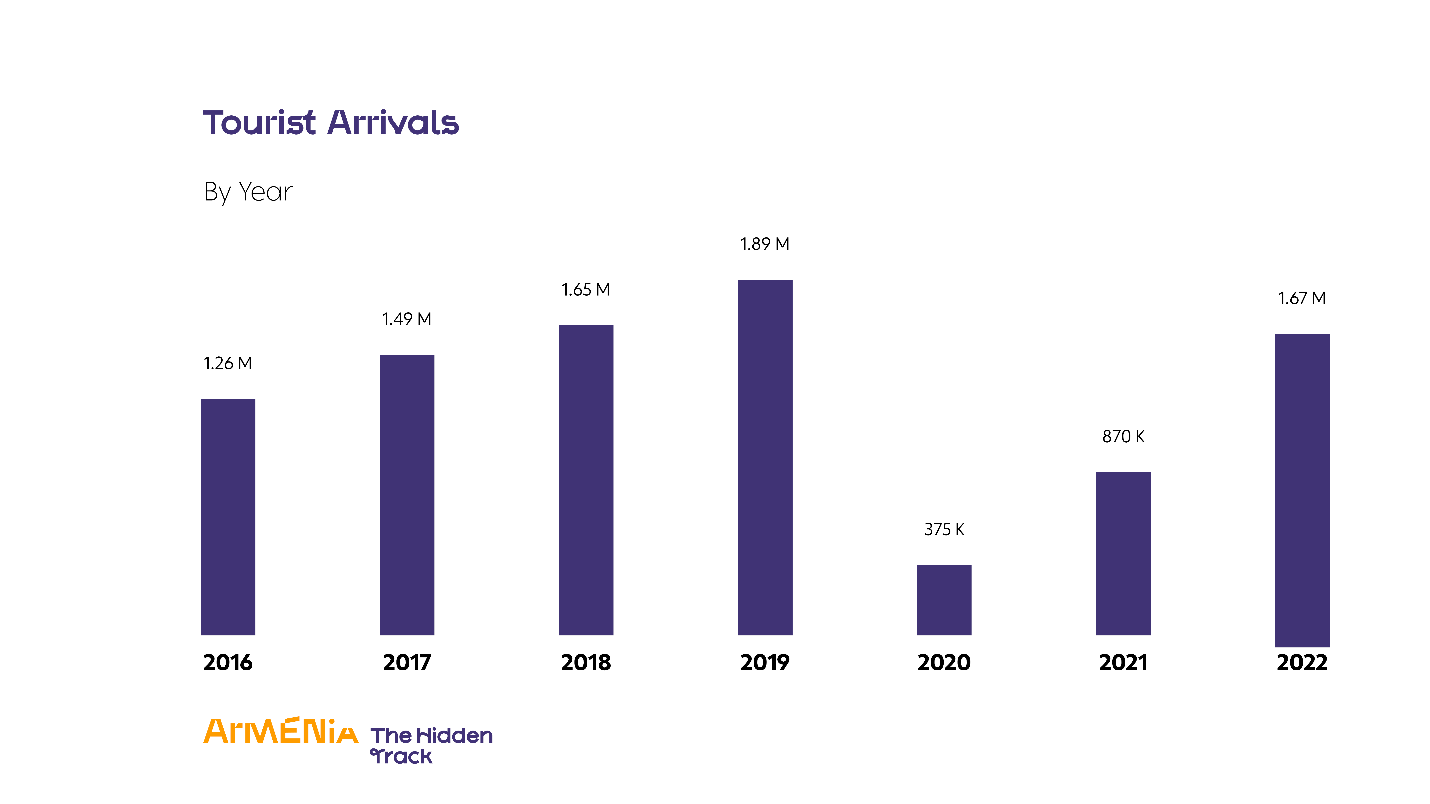 Tourist Arrivals
By Year
1.89 M
1.65 M
1.67 M
1.49 M
1.26 M
870 K
375 K
2016 2017 2018 2019 2020 2021 2022
ArMÉNiA The Hidden
Track